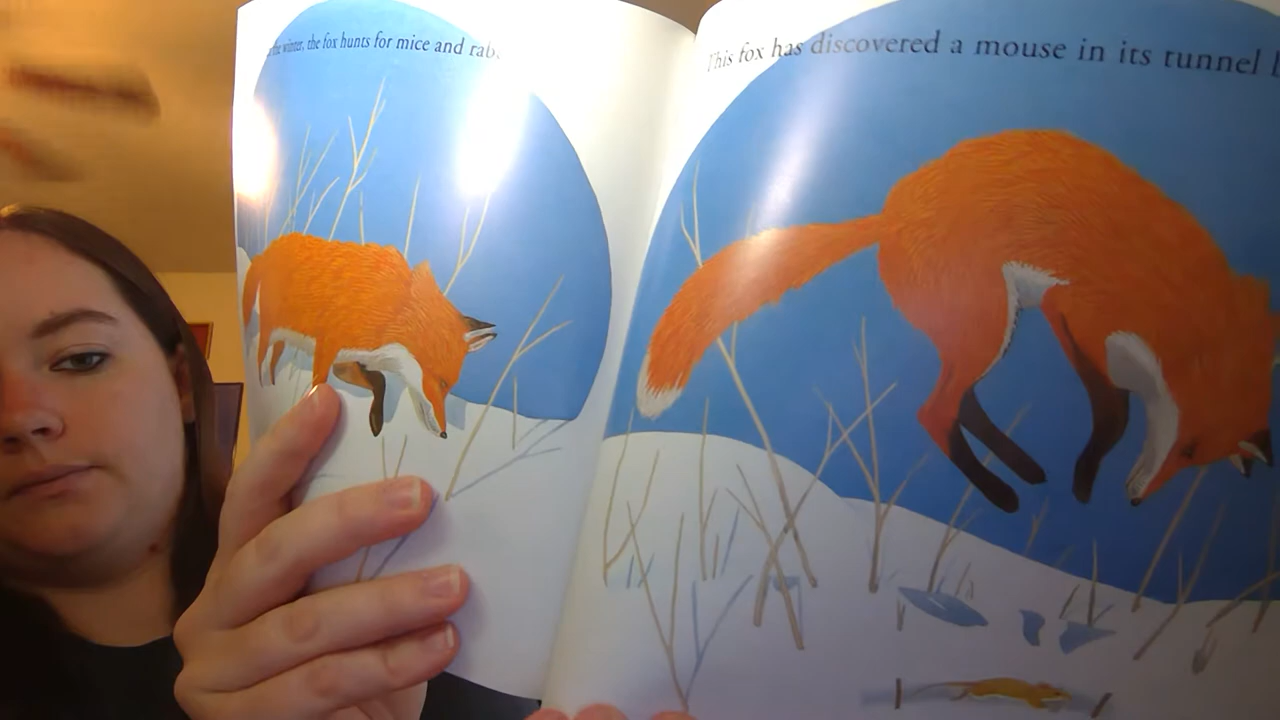 the winter, the fox hunts for mice and
This fox has discovered a mouse in its tunnel